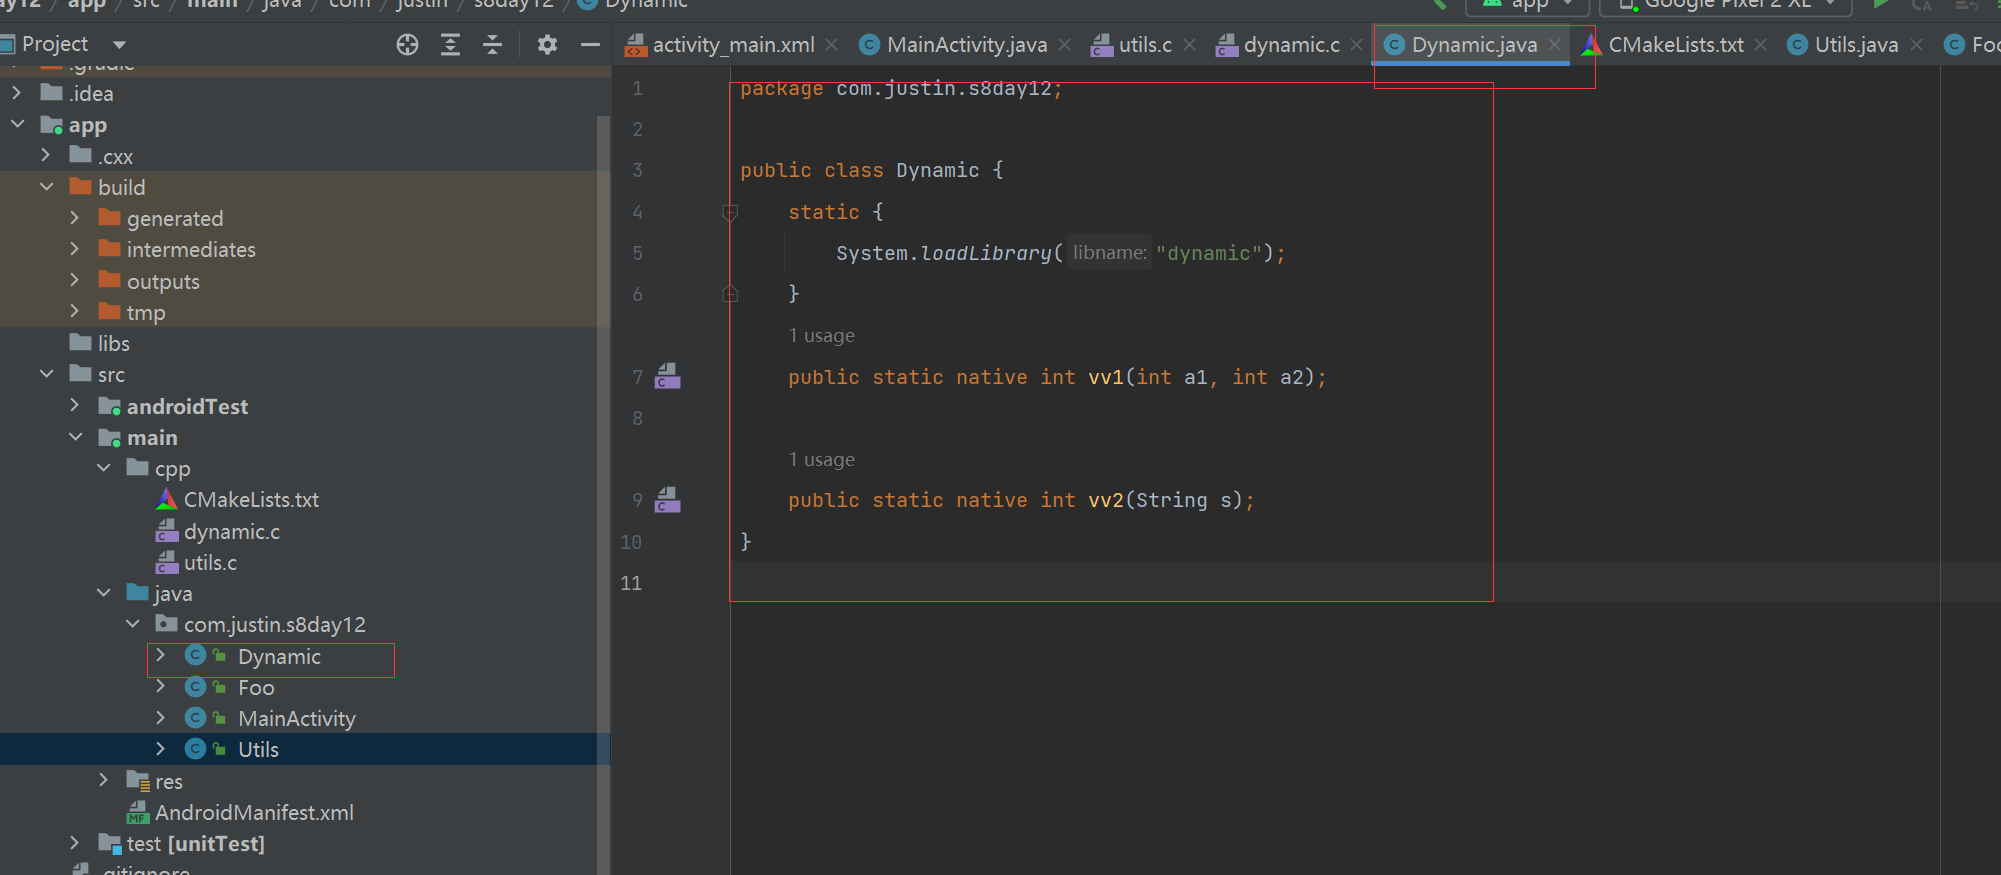 ay12 / app / src / main / java / com / justin / s8day12 / Dynamic
app
Google Pixel 2 XL
Project
activity_main.xml
MainActivity.java
utils.c
dynamic.c
Dynamic.java
CMakeLists.txt
Utils.java
Foo
.gradle
.idea
app
.cxx
build
generated
intermediates
outputs
tmp
libs
src
androidTest
main
cpp
CMakeLists.txt
dynamic.c
utils.c
java
com.justin.s8day12
Dynamic
Foo
MainActivity
Utils
res
AndroidManifest.xml
test [unitTest]
.gitignore
1 package com.justin.s8day12;
2
3 public class Dynamic {
4 static {
5 System.loadLibrary( libname: "dynamic");
6 }
1 usage
7 public static native int vv1(int a1, int a2);
8
1 usage
9 public static native int vv2(String s);
10 }
11